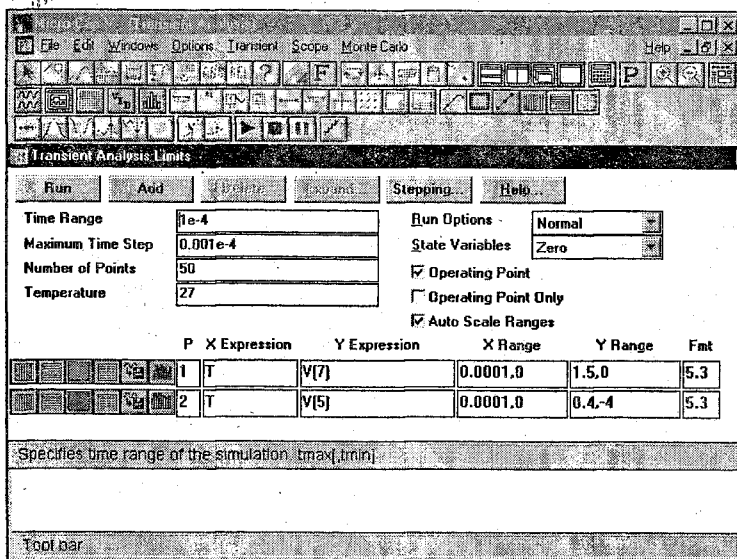 File Edit Windows Options Transient Scope Monte Carlo Help
Transient Analysis Limits
Run Add Delete Expand... Stepping... Help...
Time Range 1e-4 Run Options Normal
Maximum Time Step 0.001e-4 State Variables Zero
Number of Points 50 Operating Point
Temperature 27 Operating Point Only
Auto Scale Ranges
P X Expression Y Expression X Range Y Range Fmt
1 T V(7) 0.0001,0 1.5,0 5.3
2 T V(5) 0.0001,0 0.4,-4 5.3
Specifies time range of the simulation tmax[,tmin]
Tool bar